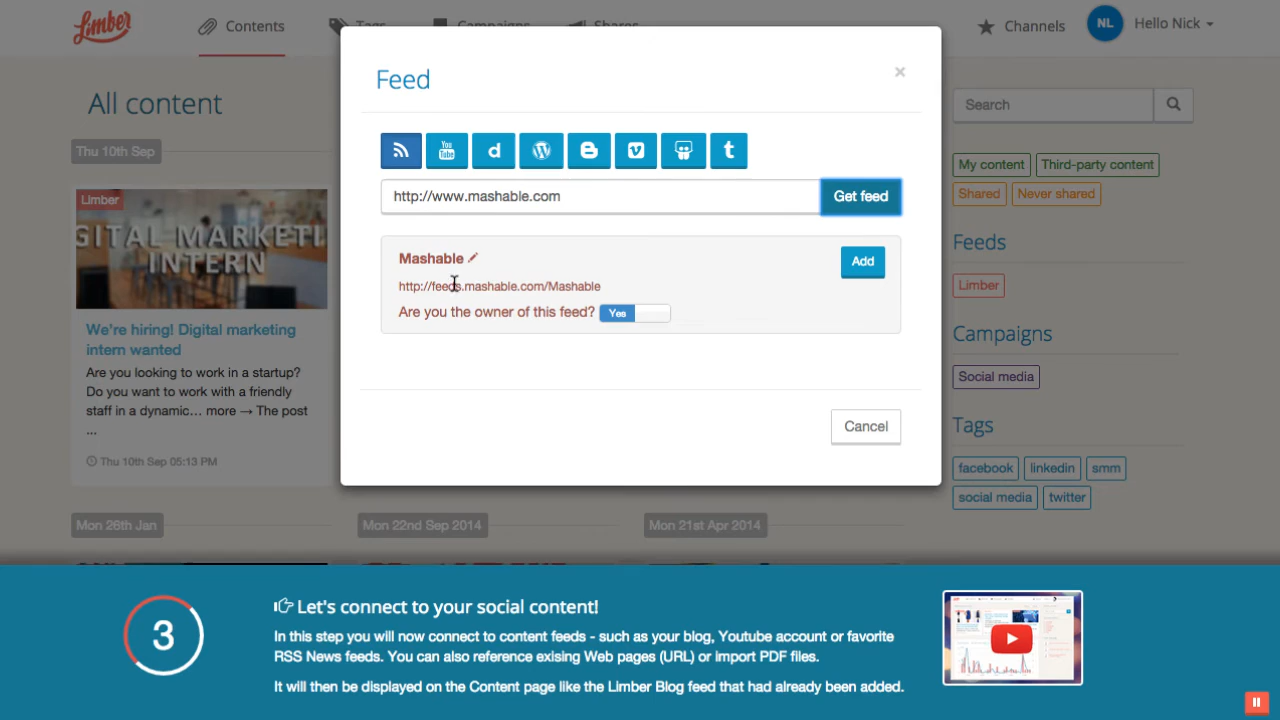 Limber
Contents
Tags
Campaigns
Shares
Channels
NL
Hello Nick
All content
Thu 10th Sep
Limber
DIGITAL MARKETING
INTERN
We're hiring! Digital marketing
intern wanted
Are you looking to work in a startup?
Do you want to work with a friendly
staff in a dynamic... more → The post
...
Thu 10th Sep 05:13 PM
Mon 26th Jan
Mon 22nd Sep 2014
Mon 21st Apr 2014
Feed
×
You
Tube
d
t
http://www.mashable.com
Get feed
Mashable
http://feeds.mashable.com/Mashable
Are you the owner of this feed?
Yes
Add
Cancel
Search
My content
Third-party content
Shared
Never shared
Feeds
Limber
Campaigns
Social media
Tags
facebook
linkedin
smm
social media
twitter
3
Let's connect to your social content!
In this step you will now connect to content feeds - such as your blog, Youtube account or favorite
RSS News feeds. You can also reference exising Web pages (URL) or import PDF files.
It will then be displayed on the Content page like the Limber Blog feed that had already been added.